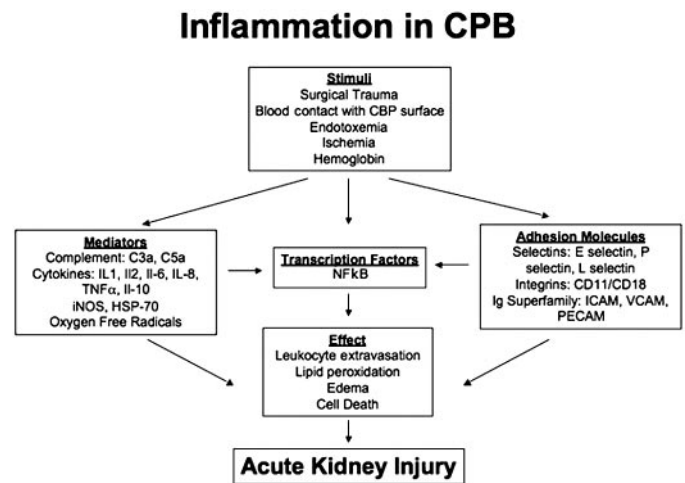 Inflammation in CPB
Stimuli
Surgical Trauma
Blood contact with CBP surface
Endotoxemia
Ischemia
Hemoglobin
Mediators
Complement: C3a, C5a
Cytokines: IL1, Il2, Il-6, IL-8,
TNFα, Il-10
iNOS, HSP-70
Oxygen Free Radicals
Transcription Factors
NFkB
Adhesion Molecules
Selectins: E selectin, P
selectin, L selectin
Integrins: CD11/CD18
Ig Superfamily: ICAM, VCAM,
PECAM
Effect
Leukocyte extravasation
Lipid peroxidation
Edema
Cell Death
Acute Kidney Injury